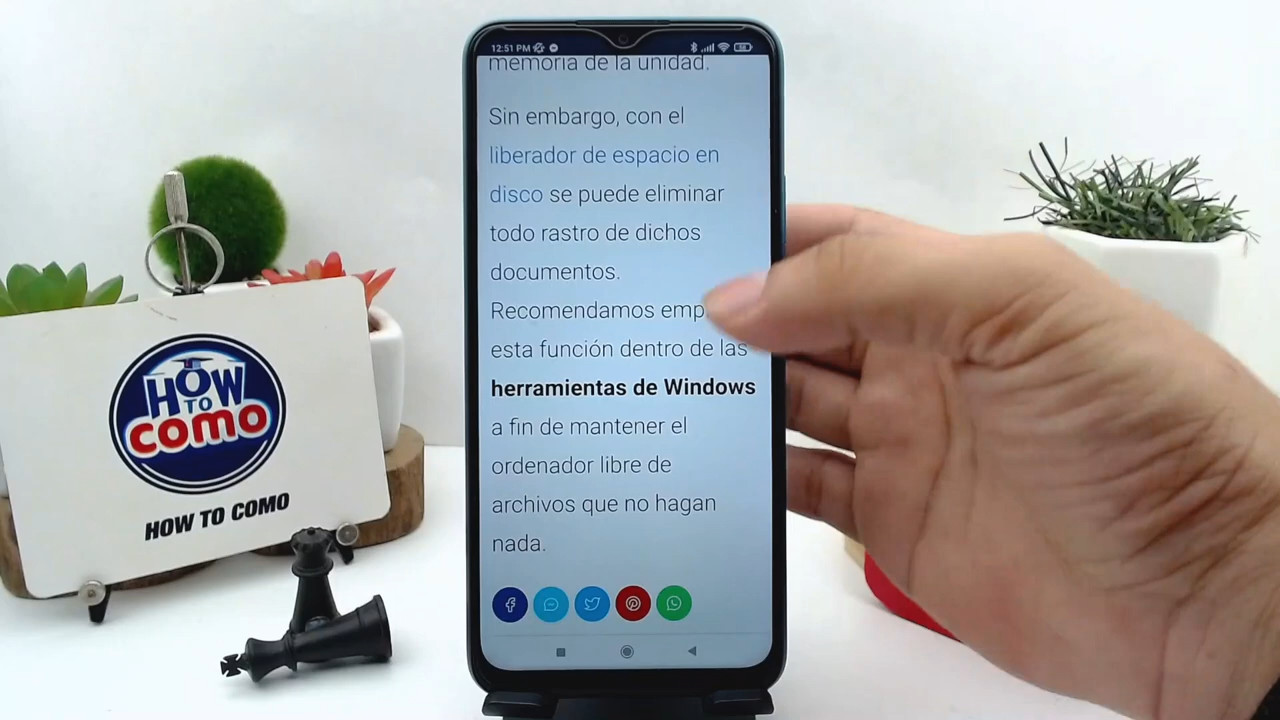 HOW
TO
como
HOW TO COMO
12:51 PM
memoria de la unidad.
Sin embargo, con el
liberador de espacio en
disco se puede eliminar
todo rastro de dichos
documentos.
Recomendamos emp
esta función dentro de las
herramientas de Windows
a fin de mantener el
ordenador libre de
archivos que no hagan
nada.